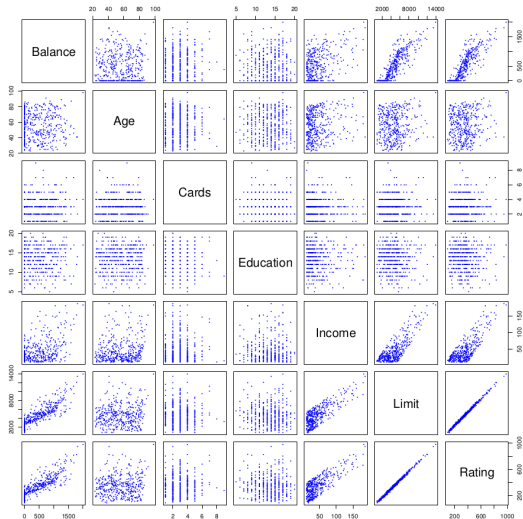 20 40 60 80 100
5 10 15 20
2000 8000 14000
Balance
0 500 1500
Age
20 40 60 80 100
Cards
2 4 6 8
Education
5 10 15 20
Income
50 100 150
Limit
2000 8000 14000
Rating
200 600 1000
0 500 1500
2 4 6 8
50 100 150
200 600 1000